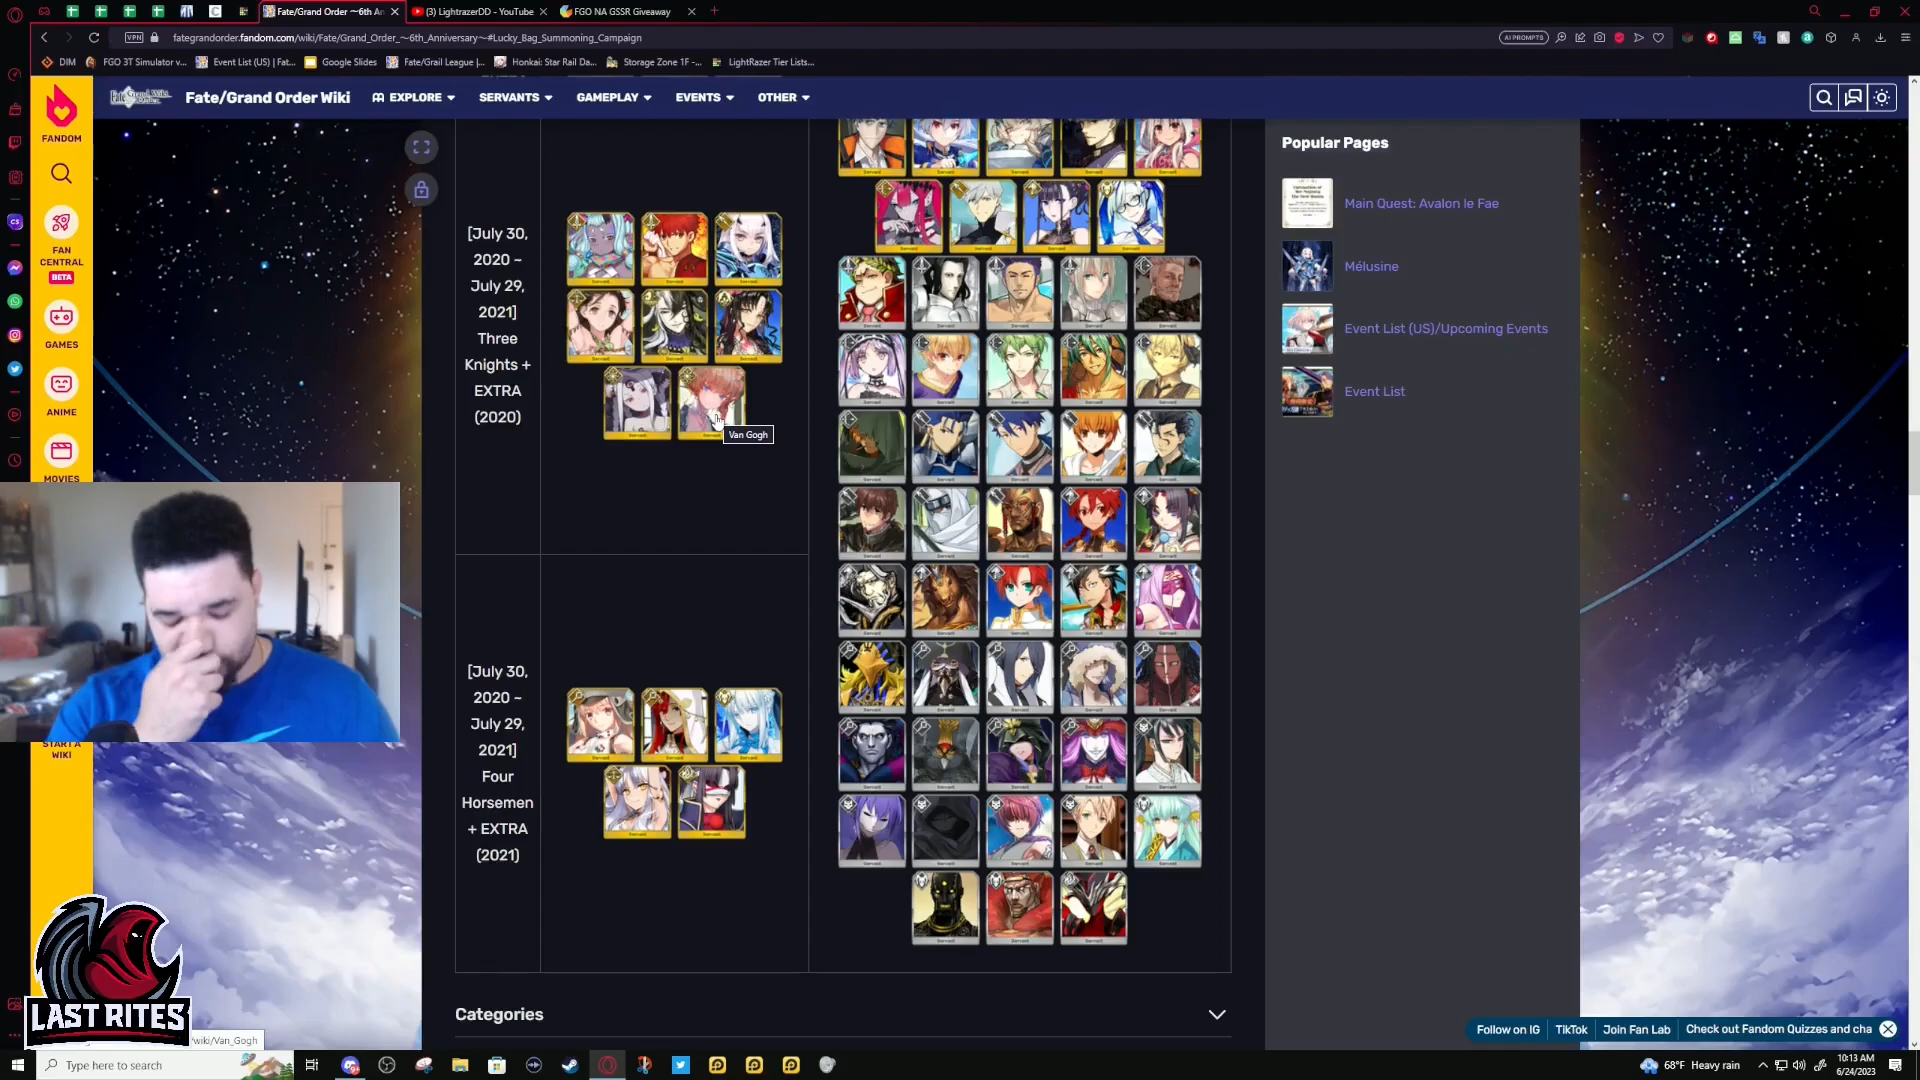 Fate/Grand Order ～6th An
(3) LightrazerDD - YouTube
FGO NA GSSR Giveaway
VPN
fategrandorder.fandom.com/wiki/Fate/Grand_Order_～6th_Anniversary～#Lucky_Bag_Summoning_Campaign
AI PROMPTS
DIM
FGO 3T Simulator v...
Event List (US) | Fat...
Google Slides
Fate/Grail League |...
Honkai: Star Rail Da...
Storage Zone 1F -...
LightRazer Tier Lists...
Fate/Grand Order Wiki
EXPLORE
SERVANTS
GAMEPLAY
EVENTS
OTHER
FANDOM
FAN
CENTRAL
BETA
GAMES
ANIME
MOVIES
START A
WIKI
[July 30,
2020 ~
July 29,
2021]
Three
Knights +
EXTRA
(2020)
Van Gogh
[July 30,
2020 ~
July 29,
2021]
Four
Horsemen
+ EXTRA
(2021)
Categories
Popular Pages
Main Quest: Avalon le Fae
Mélusine
Event List (US)/Upcoming Events
Event List
LAST RITES
/wiki/Van_Gogh
Follow on IG
TikTok
Join Fan Lab
Check out Fandom Quizzes and cha
Type here to search
68°F Heavy rain
10:13 AM
6/24/2023